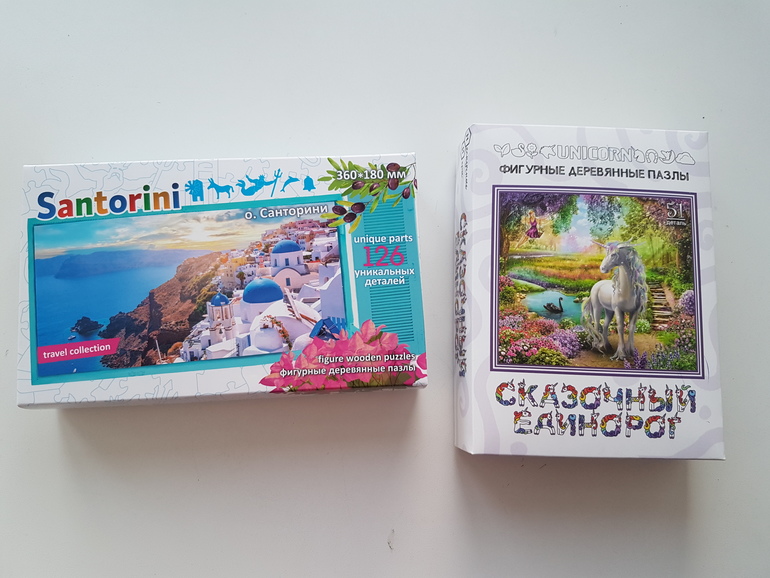 Santorini
360*180 мм
о. Санторини
unique parts
126
уникальных
деталей
travel collection
figure wooden puzzles
фигурные деревянные пазлы
UNICORN
ФИГУРНЫЕ ДЕРЕВЯННЫЕ ПАЗЛЫ
51
деталь
СКАЗОЧНЫЙ
ЕДИНОРОГ